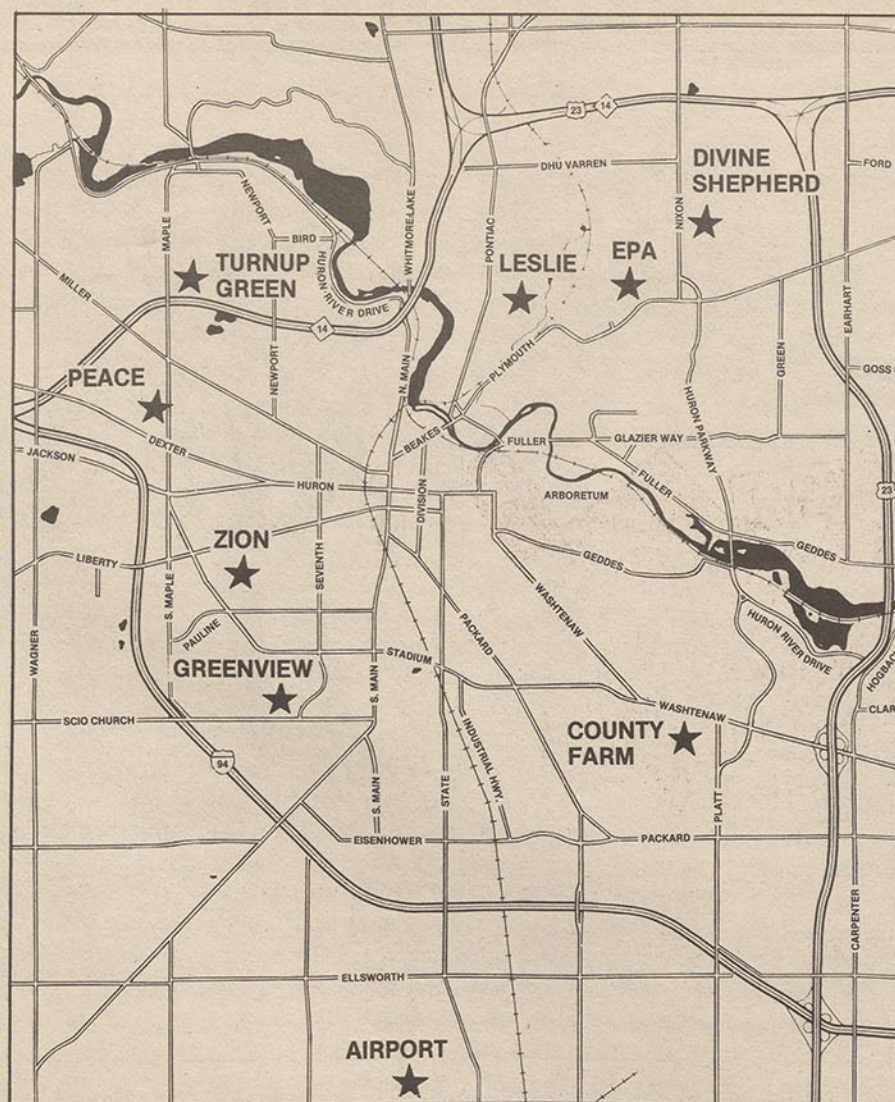 23
14
DHU VARREN
DIVINE
SHEPHERD
FORD
NEWPORT
WHITMORE LAKE
MAPLE
BIRD
PONTIAC
NIXON
TURNUP
GREEN
HURON RIVER DRIVE
LESLIE
EPA
MILLER
14
EARHART
PEACE
NEWPORT
N. MAIN
PLYMOUTH
GREEN
GOSS
HURON PARKWAY
DEXTER
BEAKES
FULLER
GLAZIER WAY
JACKSON
HURON
DIVISION
ARBORETUM
FULLER
23
ZION
LIBERTY
SEVENTH
GEDDES
GEDDES
S. MAPLE
PAULINE
PACKARD
WASHTENAW
HURON RIVER DRIVE
WAGNER
GREENVIEW
STADIUM
S. MAIN
HOGBAC
SCIO CHURCH
WASHTENAW
CLAR
COUNTY
FARM
INDUSTRIAL HWY.
94
S. MAIN
STATE
PLATT
EISENHOWER
PACKARD
CARPENTER
ELLSWORTH
AIRPORT